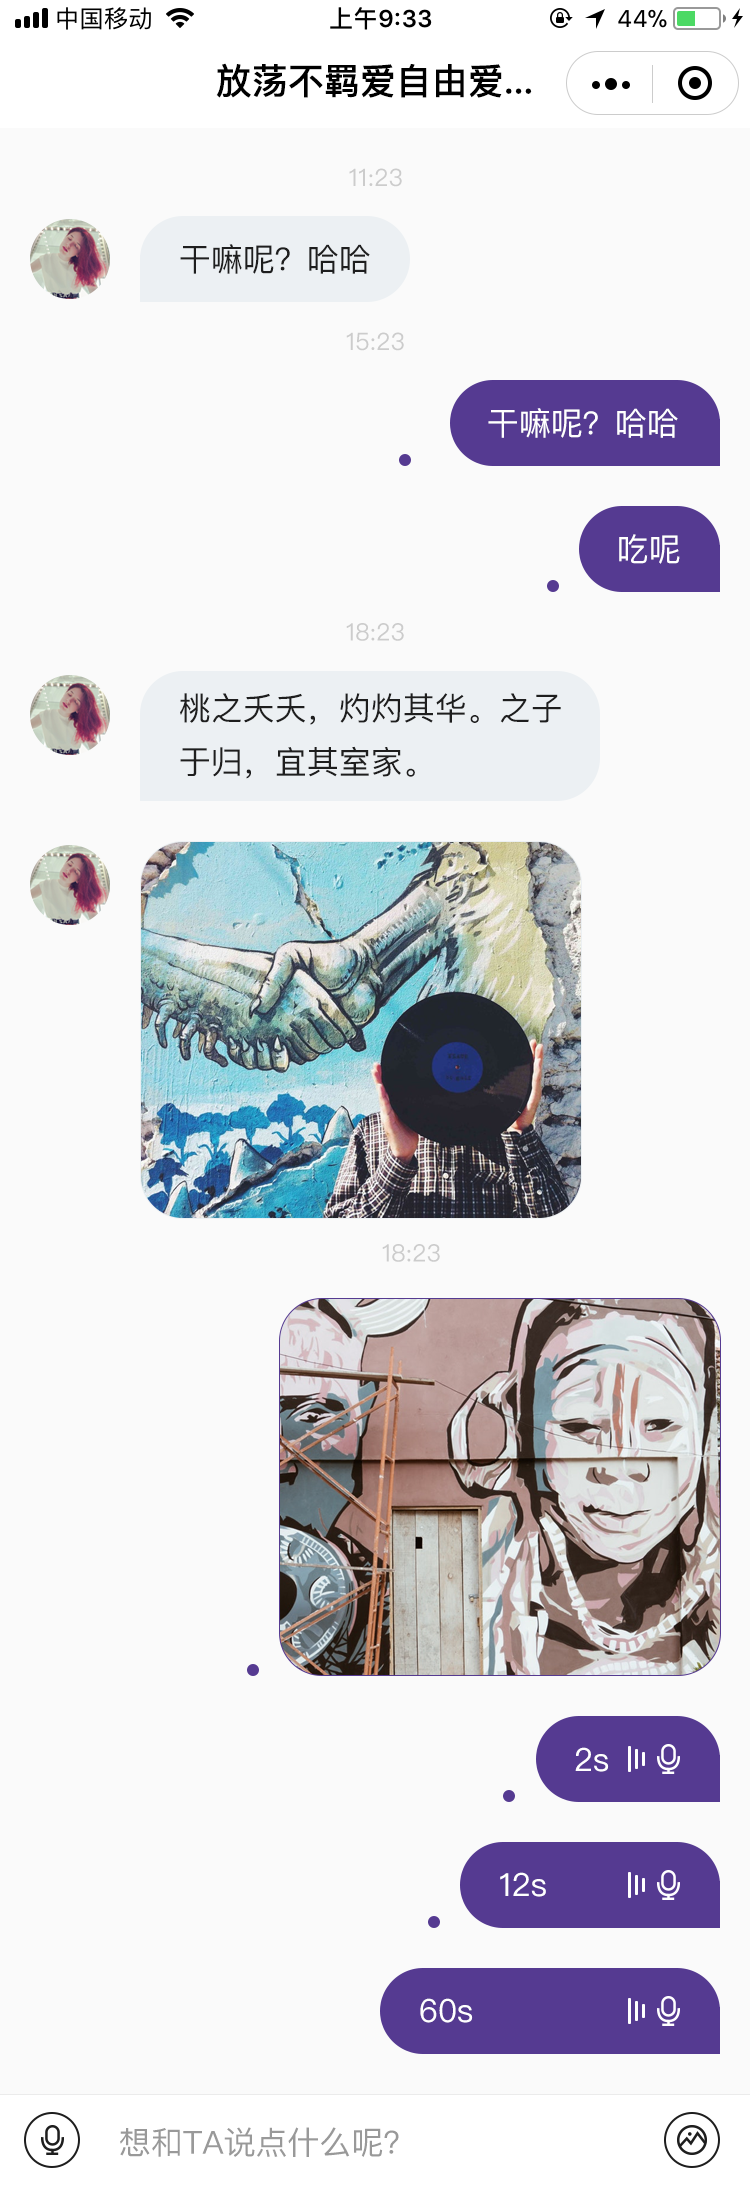 中国移动
上午9:33
44%
放荡不羁爱自由爱...
11:23
干嘛呢？哈哈
15:23
干嘛呢？哈哈
吃呢
18:23
桃之夭夭，灼灼其华。之子
于归，宜其室家。
18:23
2s
12s
60s
想和TA说点什么呢?